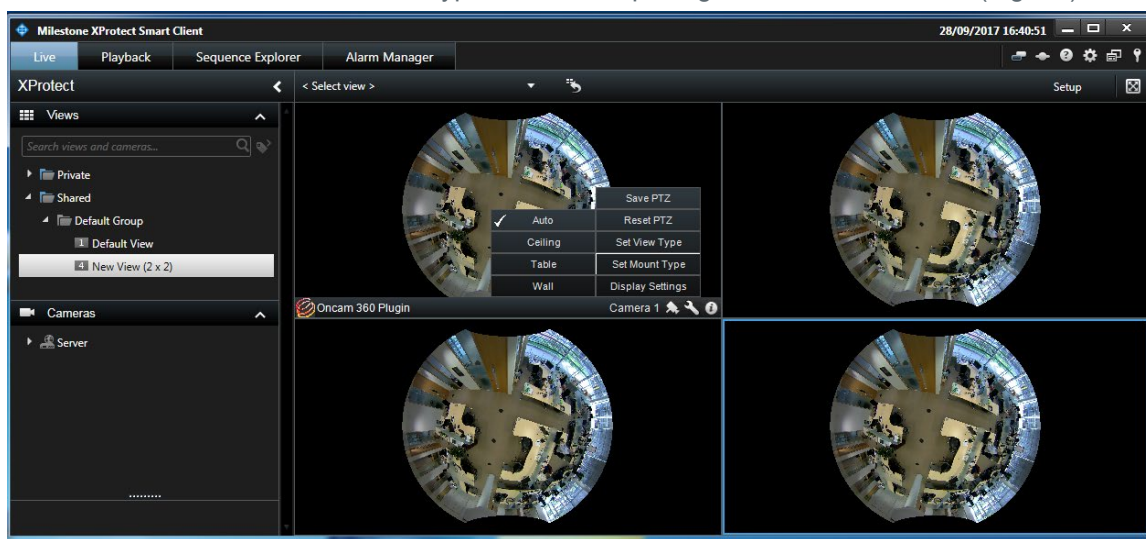 Milestone XProtect Smart Client
28/09/2017 16:40:51
Live
Playback
Sequence Explorer
Alarm Manager
XProtect
< Select view >
Setup
Views
Search views and cameras...
Private
Shared
Default Group
1 Default View
4 New View (2 x 2)
Cameras
Server
Save PTZ
Auto
Reset PTZ
Ceiling
Set View Type
Table
Set Mount Type
Wall
Display Settings
Oncam 360 Plugin
Camera 1